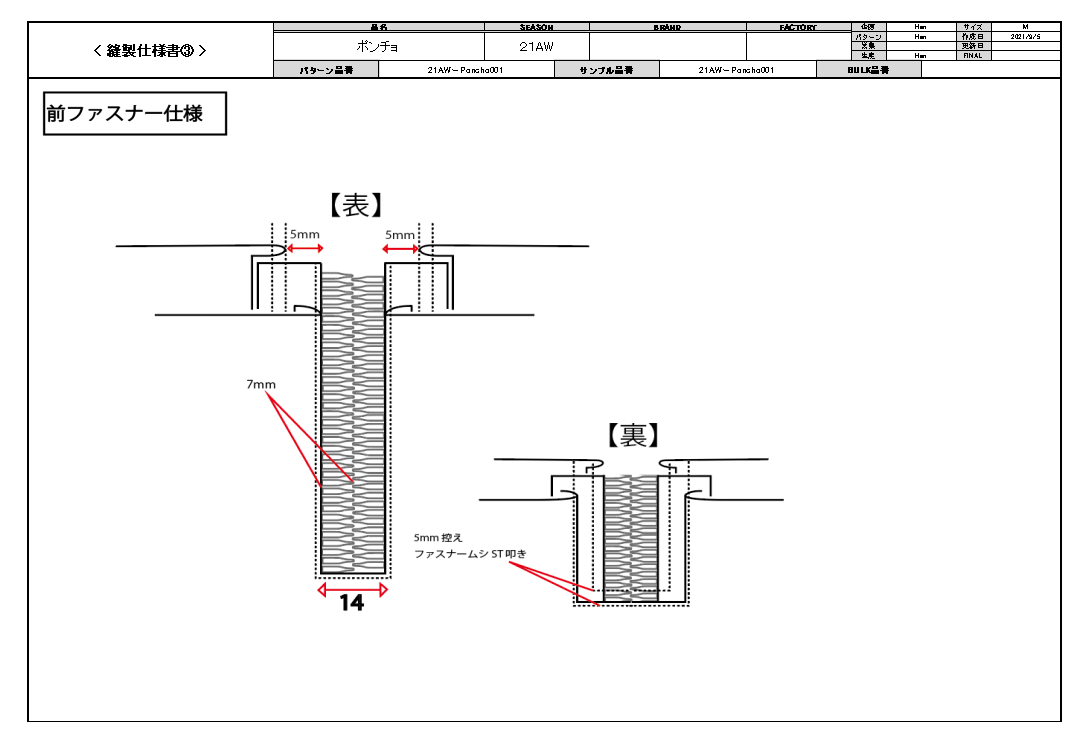 < 縫製仕様書③ >
品名 SEASON BRAND FACTORY 企画 Han サイズ M
ポンチョ 21AW パターン Han 作成日 2021/9/5
営業 更新日
生産 Han FINAL
パターン品番 21AW-Poncho001 サンプル品番 21AW-Poncho001 BULK品番
前ファスナー仕様
【表】
5mm 5mm
7mm
14
【裏】
5mm 控え
ファスナームシ ST 叩き